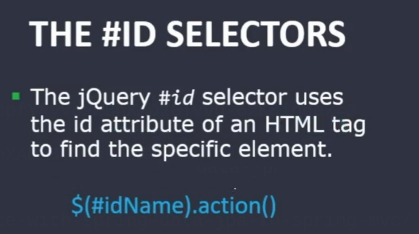 THE #ID SELECTORS
▪ The jQuery #id selector uses
the id attribute of an HTML tag
to find the specific element.
$(#idName).action()